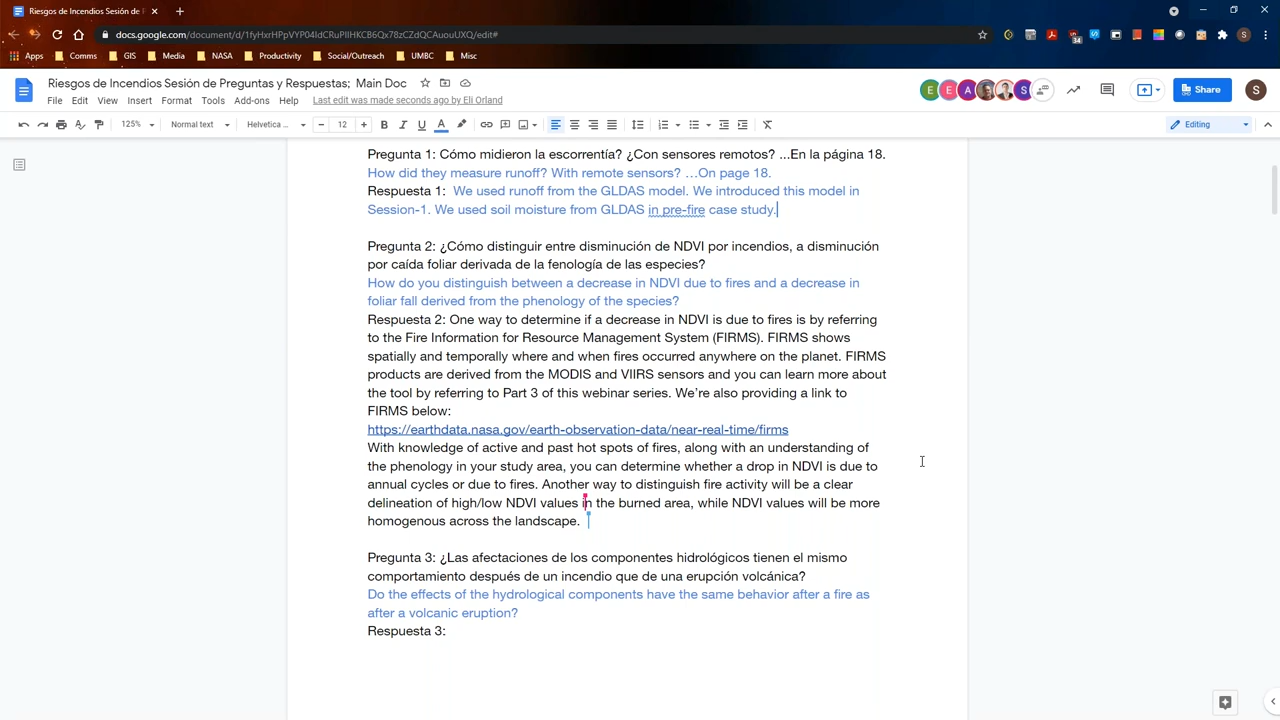 Riesgos de Incendios Sesión de P
docs.google.com/document/d/1fyHxrHPpVYP04IdCRuPIIHKCB6Qx78zCZdQCAuouUXQ/edit#
Apps Comms GIS Media NASA Productivity Social/Outreach UMBC Misc
Riesgos de Incendios Sesión de Preguntas y Respuestas; Main Doc
File Edit View Insert Format Tools Add-ons Help Last edit was made seconds ago by Eli Orland
E E A S Share S
125% Normal text Helvetica ... 12 Editing
Pregunta 1: Cómo midieron la escorrentía? ¿Con sensores remotos? ...En la página 18.
How did they measure runoff? With remote sensors? …On page 18.
Respuesta 1: We used runoff from the GLDAS model. We introduced this model in
Session-1. We used soil moisture from GLDAS in pre-fire case study.
Pregunta 2: ¿Cómo distinguir entre disminución de NDVI por incendios, a disminución
por caída foliar derivada de la fenología de las especies?
How do you distinguish between a decrease in NDVI due to fires and a decrease in
foliar fall derived from the phenology of the species?
Respuesta 2: One way to determine if a decrease in NDVI is due to fires is by referring
to the Fire Information for Resource Management System (FIRMS). FIRMS shows
spatially and temporally where and when fires occurred anywhere on the planet. FIRMS
products are derived from the MODIS and VIIRS sensors and you can learn more about
the tool by referring to Part 3 of this webinar series. We're also providing a link to
FIRMS below:
https://earthdata.nasa.gov/earth-observation-data/near-real-time/firms
With knowledge of active and past hot spots of fires, along with an understanding of
the phenology in your study area, you can determine whether a drop in NDVI is due to
annual cycles or due to fires. Another way to distinguish fire activity will be a clear
delineation of high/low NDVI values in the burned area, while NDVI values will be more
homogenous across the landscape.
Pregunta 3: ¿Las afectaciones de los componentes hidrológicos tienen el mismo
comportamiento después de un incendio que de una erupción volcánica?
Do the effects of the hydrological components have the same behavior after a fire as
after a volcanic eruption?
Respuesta 3: